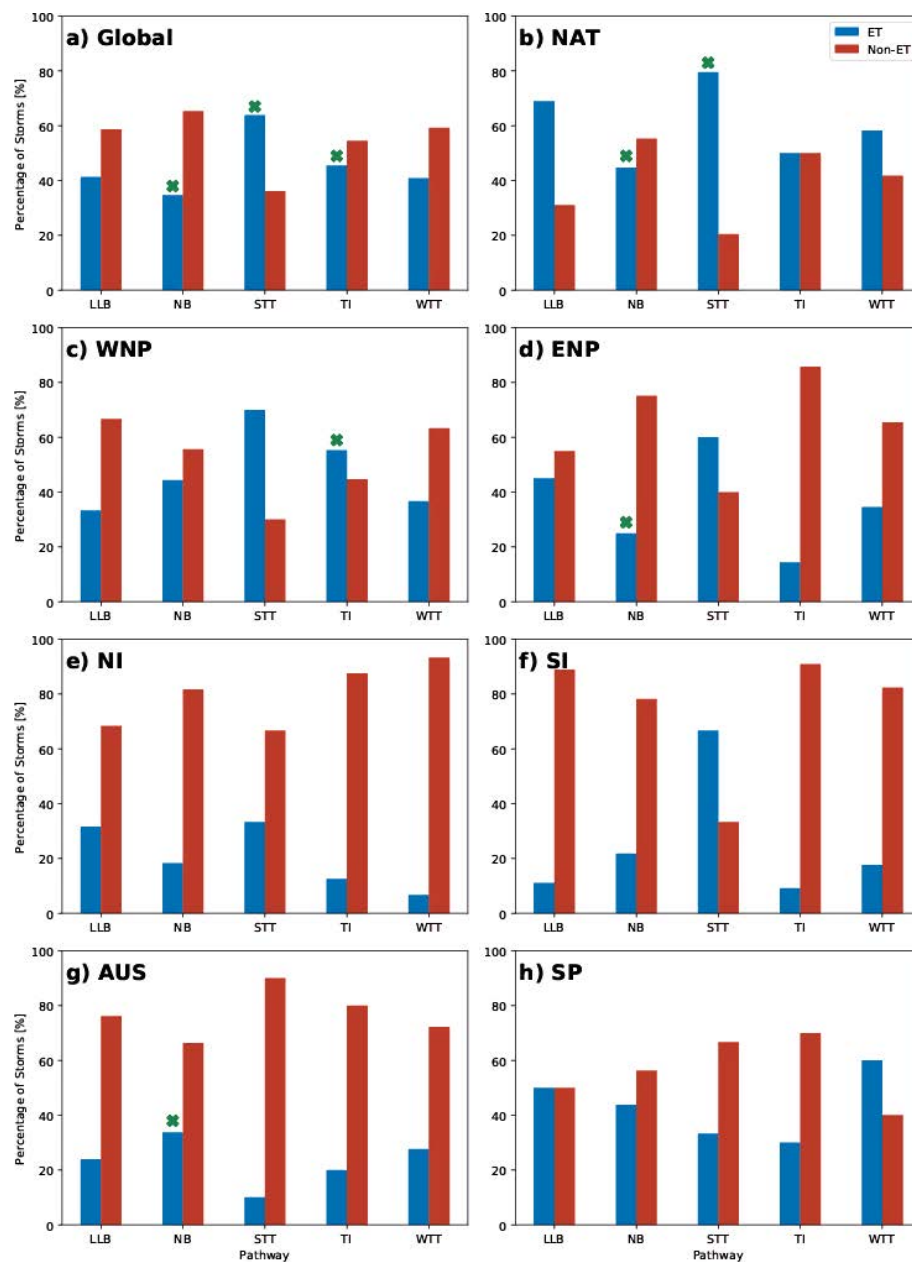 a) Global
b) NAT
ET
Non-ET
Percentage of Storms [%]
100
80
60
40
20
0
LLB NB STT TI WTT
100
80
60
40
20
0
LLB NB STT TI WTT
c) WNP
d) ENP
Percentage of Storms [%]
100
80
60
40
20
0
LLB NB STT TI WTT
100
80
60
40
20
0
LLB NB STT TI WTT
e) NI
f) SI
Percentage of Storms [%]
100
80
60
40
20
0
LLB NB STT TI WTT
100
80
60
40
20
0
LLB NB STT TI WTT
g) AUS
h) SP
Percentage of Storms [%]
100
80
60
40
20
0
LLB NB STT TI WTT
Pathway
100
80
60
40
20
0
LLB NB STT TI WTT
Pathway